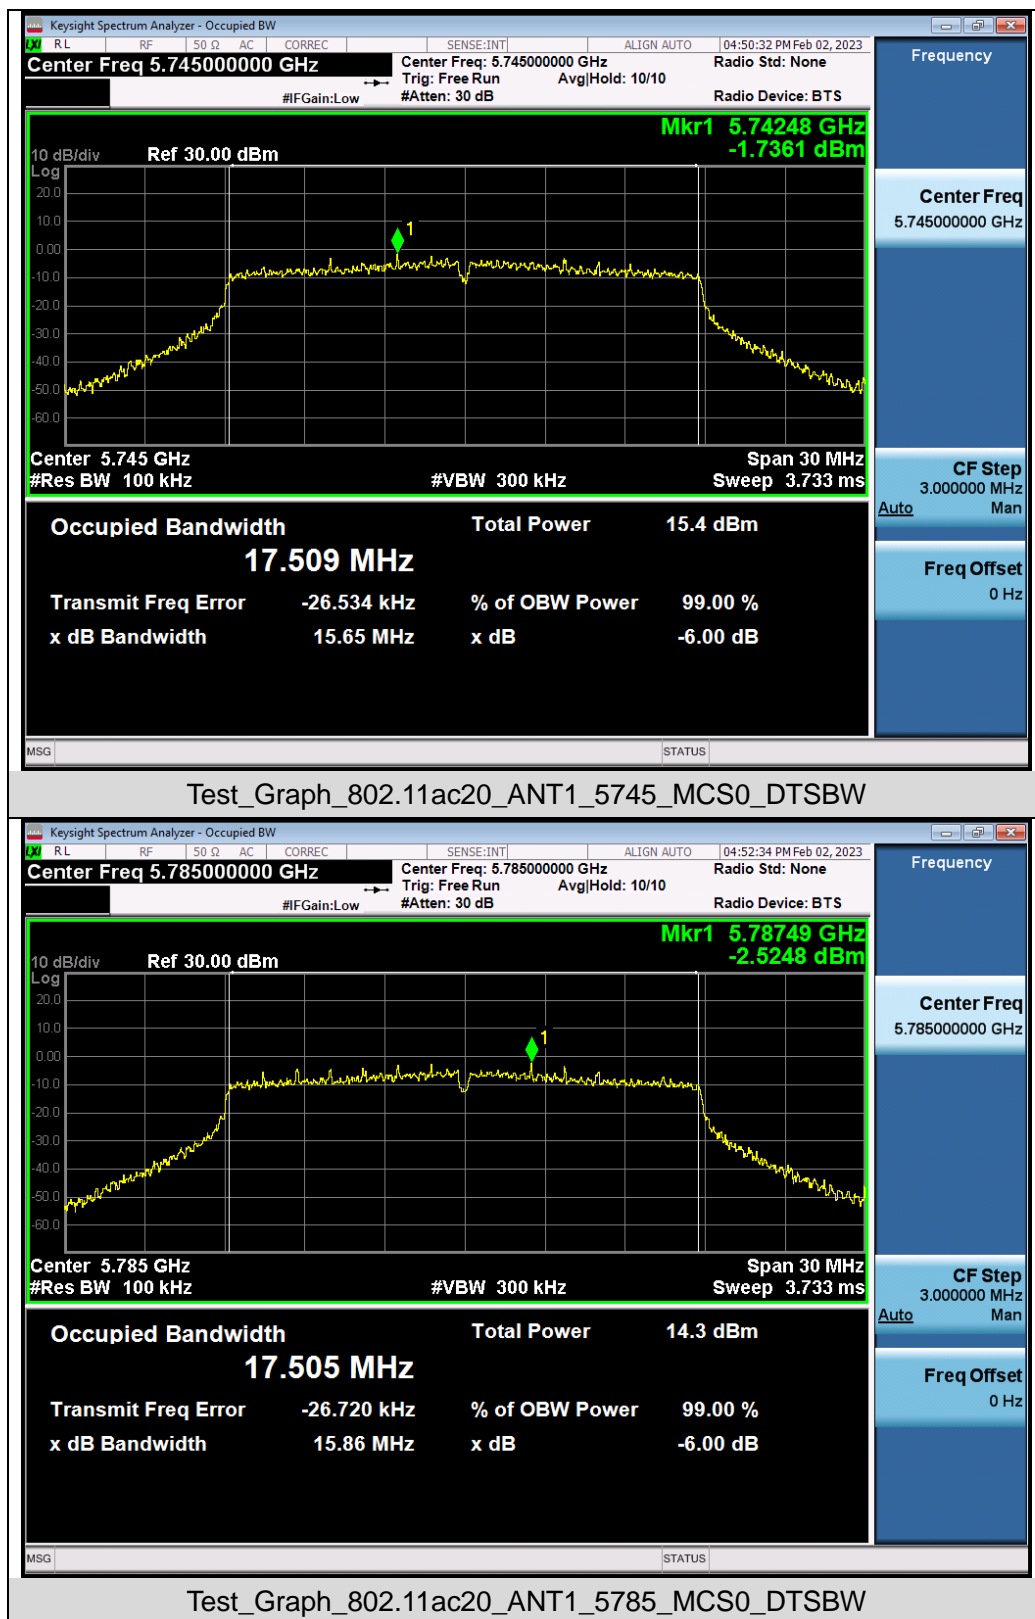 Keysight Spectrum Analyzer - Occupied BW
LXI RL RF 50 Ω AC CORREC SENSE:INT ALIGN AUTO 04:50:32 PM Feb 02, 2023
Center Freq 5.745000000 GHz
Center Freq: 5.745000000 GHz
Radio Std: None
Trig: Free Run Avg|Hold: 10/10
#IFGain:Low
#Atten: 30 dB
Radio Device: BTS
Frequency
Mkr1 5.74248 GHz
-1.7361 dBm
10 dB/div Ref 30.00 dBm
Log
20.0
10.0
1
0.00
-10.0
-20.0
-30.0
-40.0
-50.0
-60.0
Center Freq
5.745000000 GHz
Center 5.745 GHz Span 30 MHz
#Res BW 100 kHz #VBW 300 kHz Sweep 3.733 ms
CF Step
3.000000 MHz
Auto Man
Occupied Bandwidth Total Power 15.4 dBm
17.509 MHz
Transmit Freq Error -26.534 kHz % of OBW Power 99.00 %
x dB Bandwidth 15.65 MHz x dB -6.00 dB
Freq Offset
0 Hz
MSG STATUS
Test_Graph_802.11ac20_ANT1_5745_MCS0_DTSBW
Keysight Spectrum Analyzer - Occupied BW
LXI RL RF 50 Ω AC CORREC SENSE:INT ALIGN AUTO 04:52:34 PM Feb 02, 2023
Center Freq 5.785000000 GHz
Center Freq: 5.785000000 GHz
Radio Std: None
Trig: Free Run Avg|Hold: 10/10
#IFGain:Low
#Atten: 30 dB
Radio Device: BTS
Frequency
Mkr1 5.78749 GHz
-2.5248 dBm
10 dB/div Ref 30.00 dBm
Log
20.0
10.0
1
0.00
-10.0
-20.0
-30.0
-40.0
-50.0
-60.0
Center Freq
5.785000000 GHz
Center 5.785 GHz Span 30 MHz
#Res BW 100 kHz #VBW 300 kHz Sweep 3.733 ms
CF Step
3.000000 MHz
Auto Man
Occupied Bandwidth Total Power 14.3 dBm
17.505 MHz
Transmit Freq Error -26.720 kHz % of OBW Power 99.00 %
x dB Bandwidth 15.86 MHz x dB -6.00 dB
Freq Offset
0 Hz
MSG STATUS
Test_Graph_802.11ac20_ANT1_5785_MCS0_DTSBW